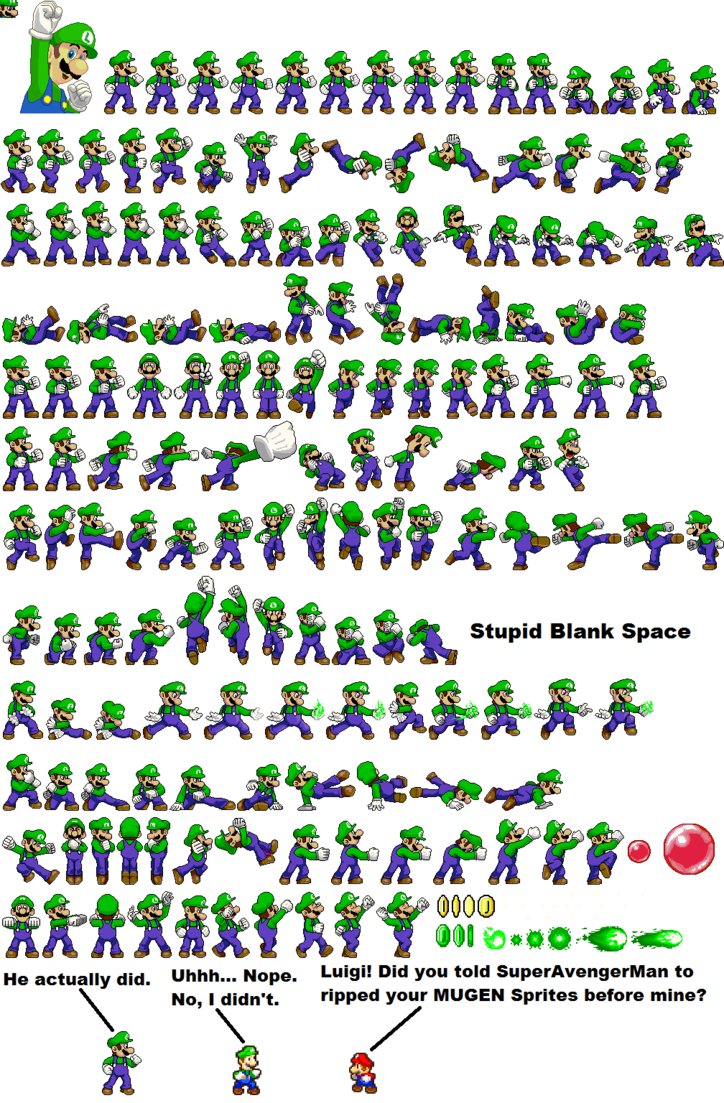 Stupid Blank Space
He actually did.
Uhhh... Nope.
No, I didn't.
Luigi! Did you told SuperAvengerMan to
ripped your MUGEN Sprites before mine?